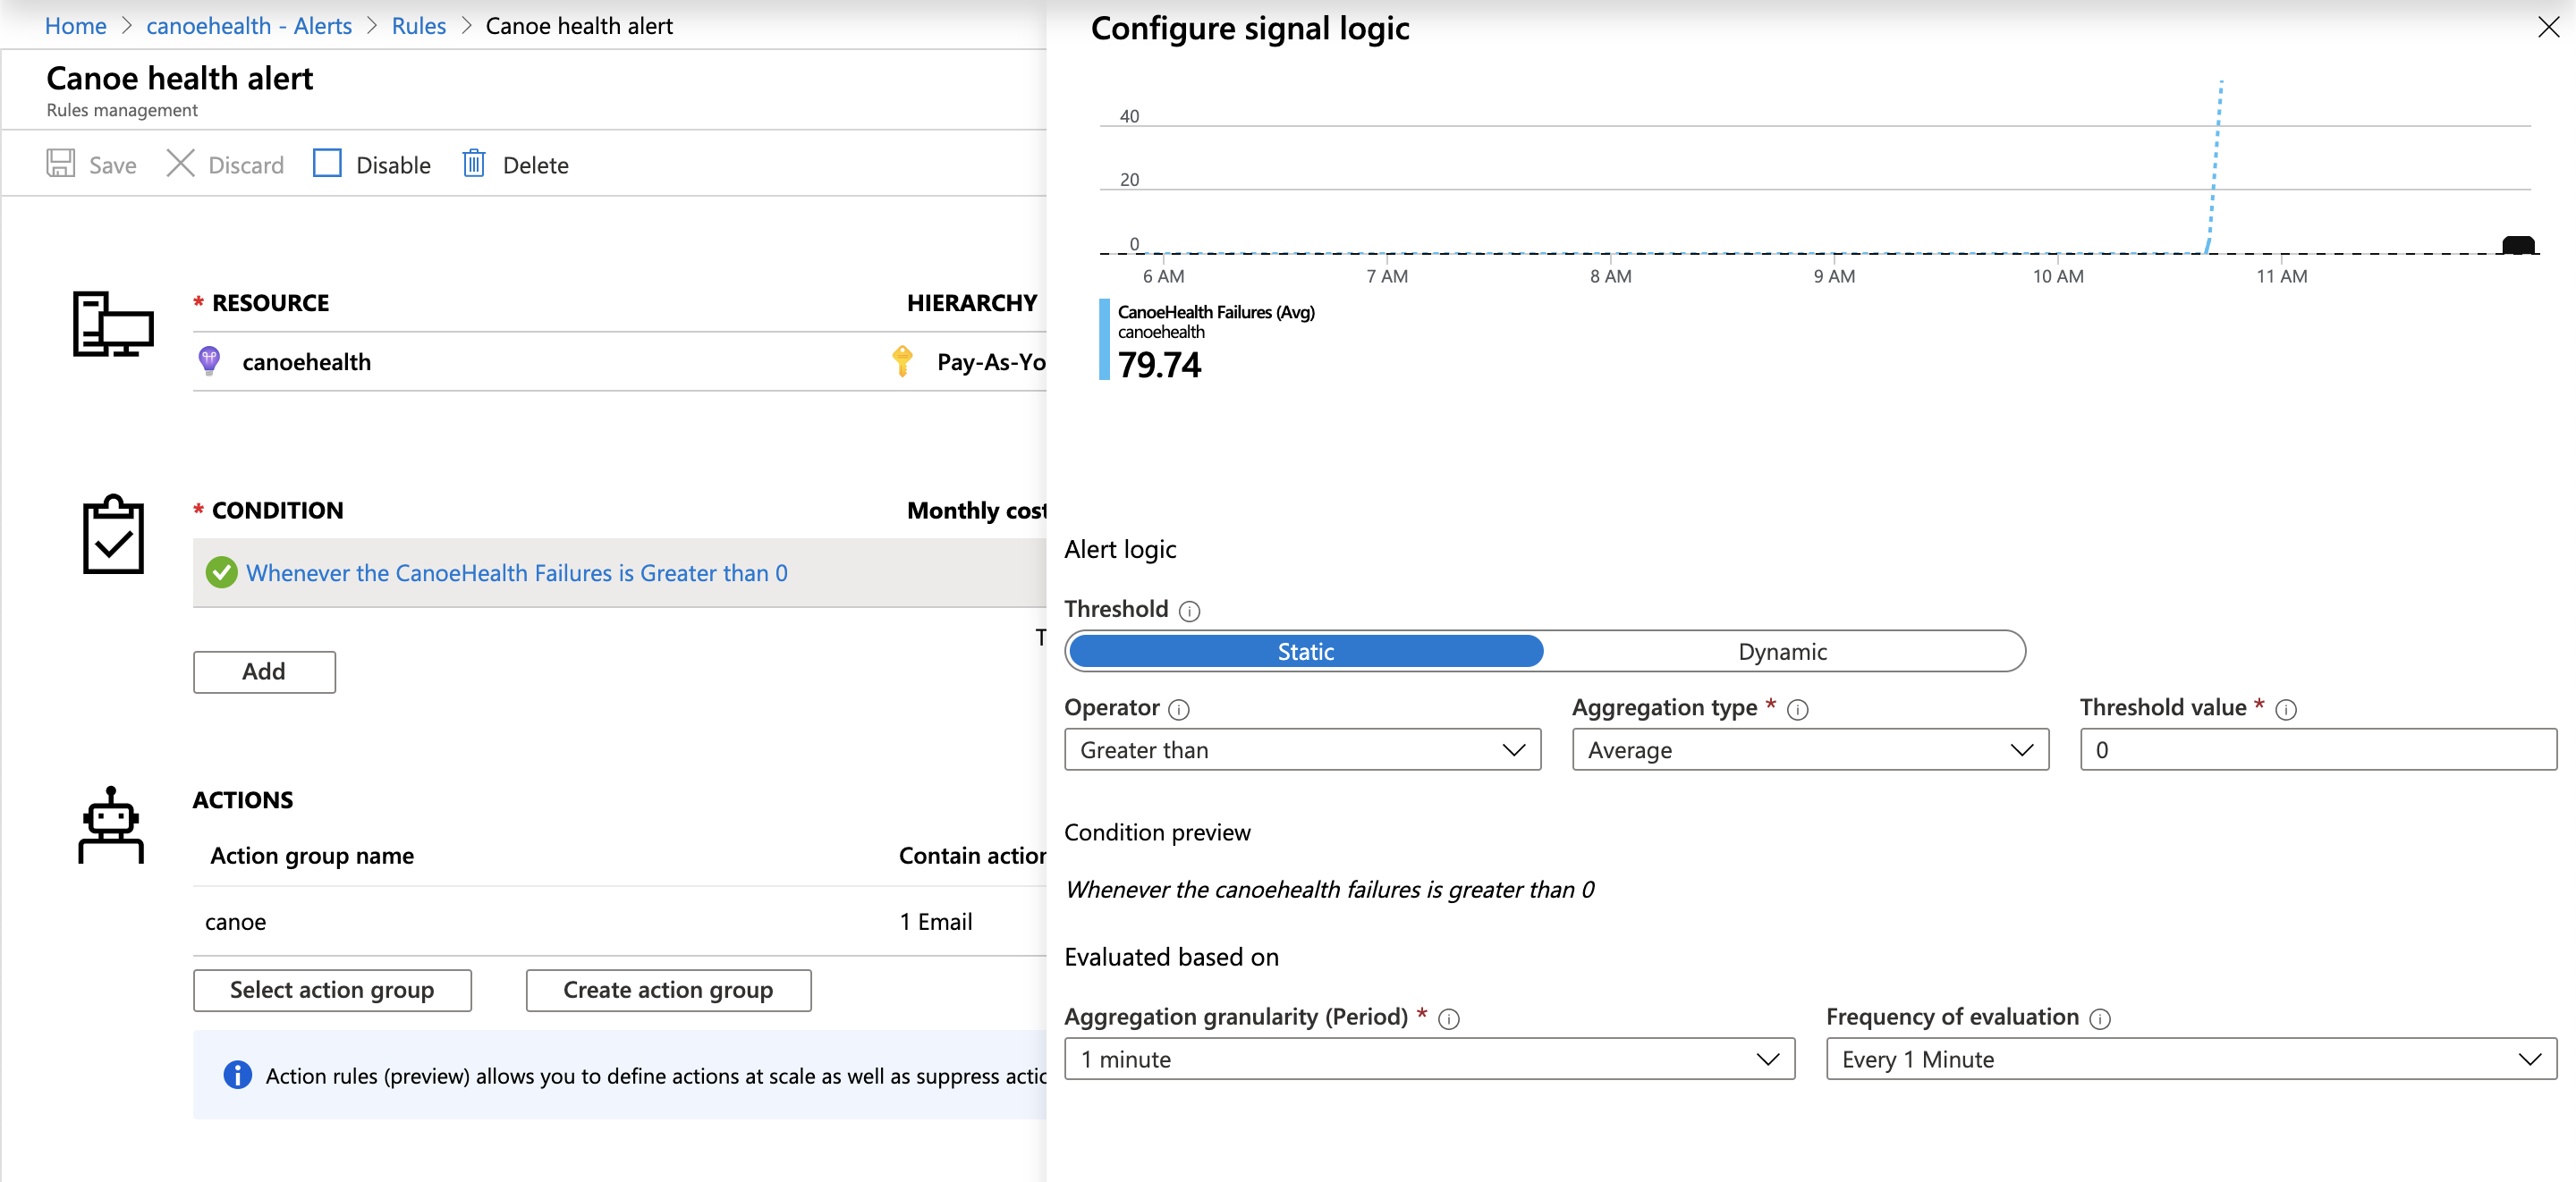 Home > canoehealth - Alerts > Rules > Canoe health alert
Canoe health alert
Rules management
Save Discard Disable Delete
* RESOURCE HIERARCHY
canoehealth Pay-As-Yo
* CONDITION Monthly cost
Whenever the CanoeHealth Failures is Greater than 0
T
Add
ACTIONS
Action group name Contain action
canoe 1 Email
Select action group Create action group
Action rules (preview) allows you to define actions at scale as well as suppress actic
Configure signal logic
40
20
0
6 AM 7 AM 8 AM 9 AM 10 AM 11 AM
CanoeHealth Failures (Avg)
canoehealth
79.74
Alert logic
Threshold
Static Dynamic
Operator Aggregation type * Threshold value *
Greater than Average 0
Condition preview
Whenever the canoehealth failures is greater than 0
Evaluated based on
Aggregation granularity (Period) * Frequency of evaluation
1 minute Every 1 Minute